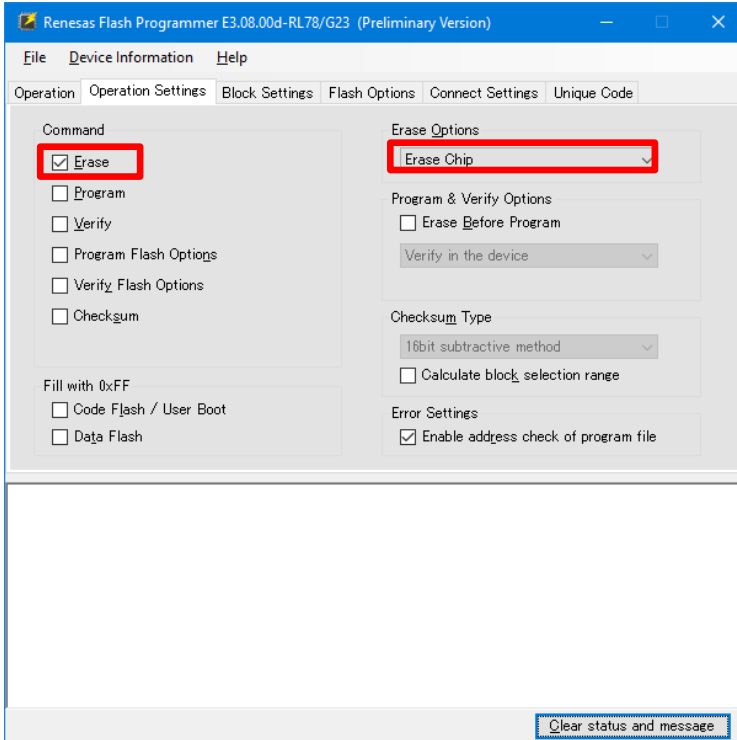 Renesas Flash Programmer E3.08.00d-RL78/G23 (Preliminary Version)
File Device Information Help
Operation Operation Settings Block Settings Flash Options Connect Settings Unique Code
Command
Erase
Program
Verify
Program Flash Options
Verify Flash Options
Checksum
Fill with 0xFF
Code Flash / User Boot
Data Flash
Erase Options
Erase Chip
Program & Verify Options
Erase Before Program
Verify in the device
Checksum Type
16bit subtractive method
Calculate block selection range
Error Settings
Enable address check of program file
Clear status and message